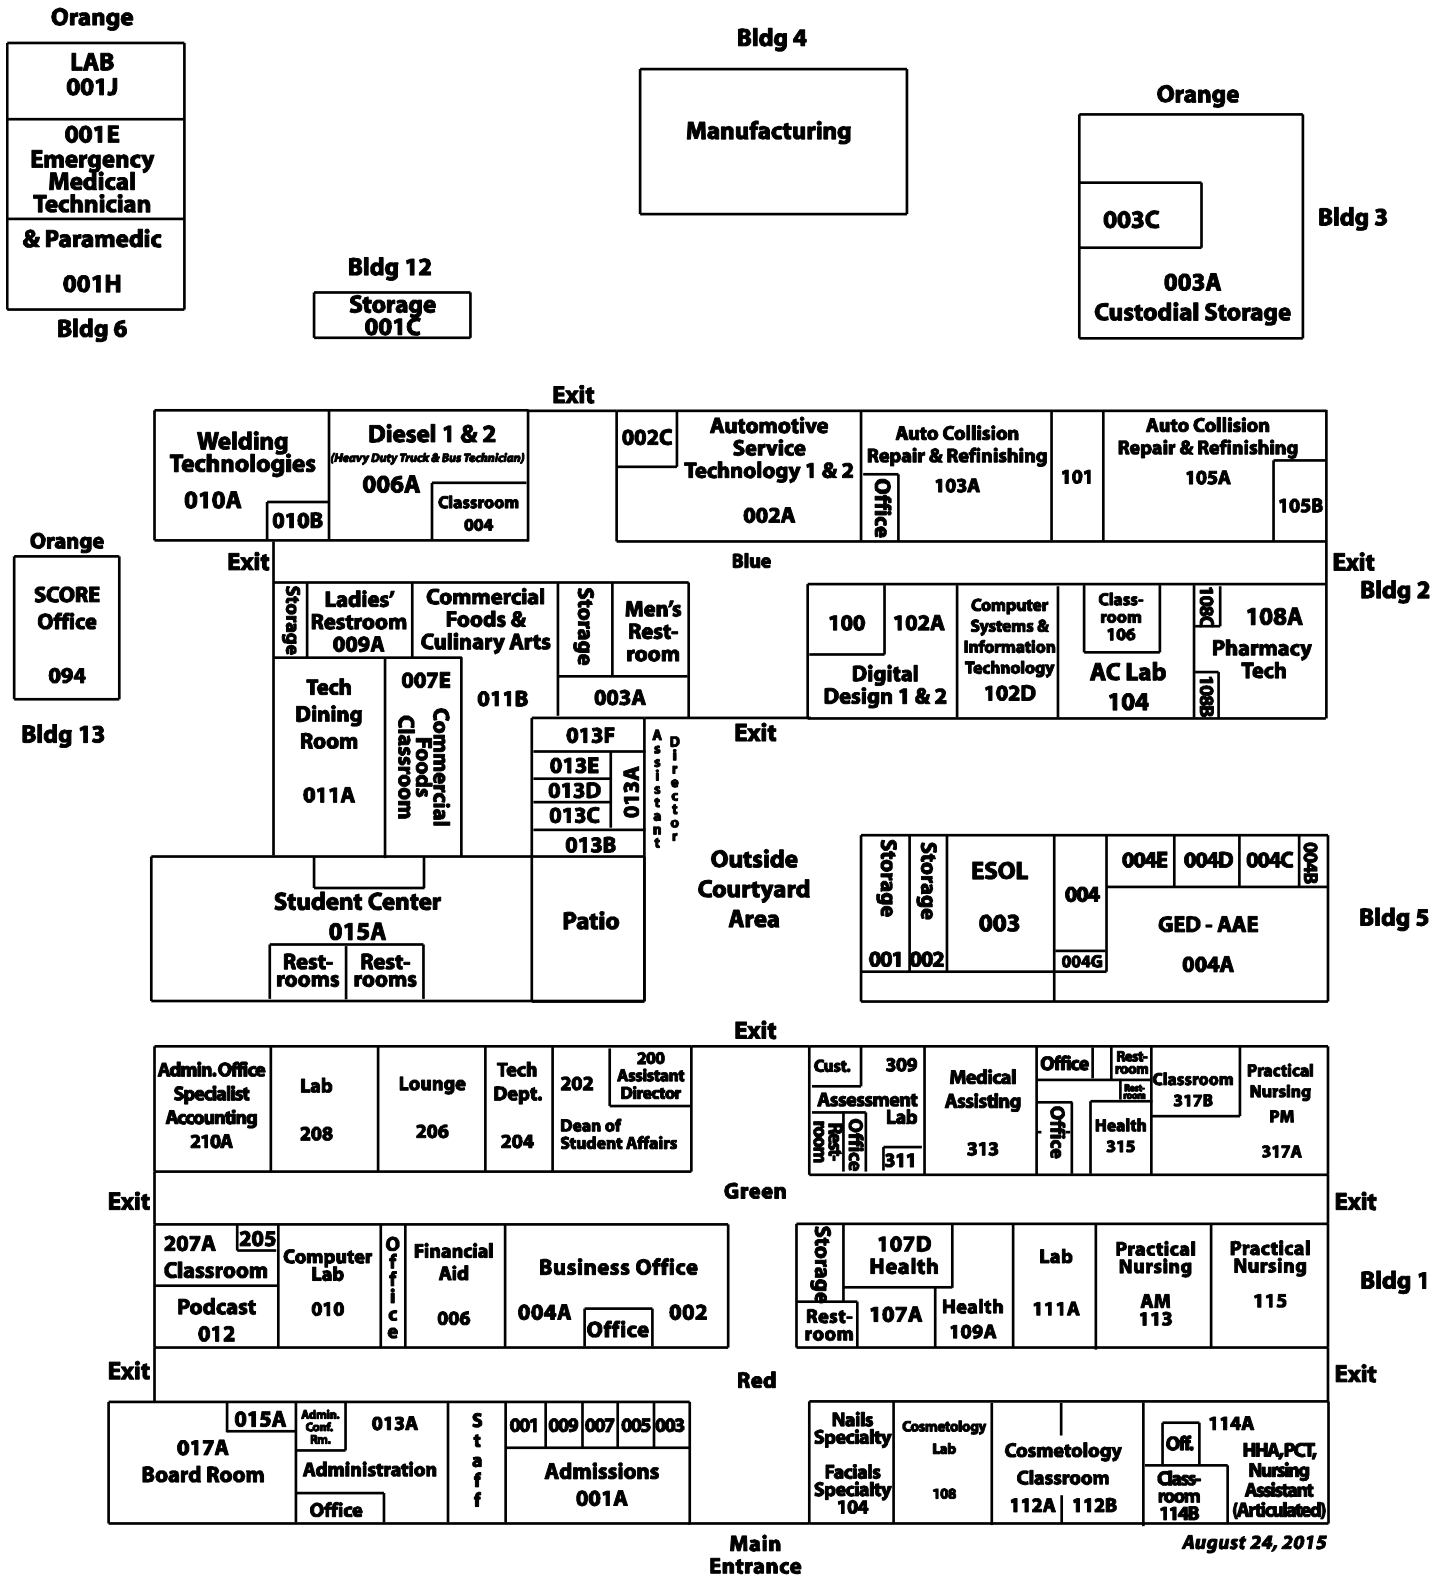 Orange
LAB
001J
001E
Emergency
Medical
Technician
& Paramedic
001H
Bldg 6
Bldg 4
Manufacturing
Orange
003C
003A
Custodial Storage
Bldg 3
Bldg 12
Storage
001C
Exit
Welding
Technologies
010A
010B
Diesel 1 & 2
(Heavy Duty Truck & Bus Technician)
006A
Classroom
004
002C
Automotive
Service
Technology 1 & 2
002A
Auto Collision
Repair & Refinishing
103A
Office
101
Auto Collision
Repair & Refinishing
105A
105B
Exit
Blue
Exit
Bldg 2
Orange
SCORE
Office
094
Bldg 13
Storage
Ladies'
Restroom
009A
Commercial
Foods &
Culinary Arts
011B
Storage
Men's
Rest-
room
003A
100
102A
Digital
Design 1 & 2
Computer
Systems &
Information
Technology
102D
Class-
room
106
AC Lab
104
108C
108A
Pharmacy
Tech
108B
Tech
Dining
Room
011A
007E
Commercial
Foods
Classroom
013F
013E
013D
013C
013A
013B
Assistant
Director
Exit
Outside
Courtyard
Area
Student Center
015A
Rest-
rooms
Rest-
rooms
Patio
Storage
001
Storage
002
ESOL
003
004
004G
004E
004D
004C
004B
GED - AAE
004A
Bldg 5
Exit
Admin. Office
Specialist
Accounting
210A
Lab
208
Lounge
206
Tech
Dept.
204
202
200
Assistant
Director
Dean of
Student Affairs
Cust.
309
Assessment
Lab
Rest-
room
Office
311
Medical
Assisting
313
Office
Office
Rest-
room
Rest-
room
Health
315
Classroom
317B
Practical
Nursing
PM
317A
Exit
Green
Exit
207A
205
Classroom
Podcast
012
Computer
Lab
010
Office
Financial
Aid
006
Business Office
004A
Office
002
Storage
Rest-
room
107D
Health
107A
Health
109A
Lab
111A
Practical
Nursing
AM
113
Practical
Nursing
115
Bldg 1
Exit
Red
Exit
015A
017A
Board Room
Admin.
Conf.
Rm.
013A
Administration
Office
Staff
001
009
007
005
003
Admissions
001A
Nails
Specialty
Facials
Specialty
104
Cosmetology
Lab
108
Cosmetology
Classroom
112A
112B
114A
Off.
Class-
room
114B
HHA,PCT,
Nursing
Assistant
(Articulated)
Main
Entrance
August 24, 2015